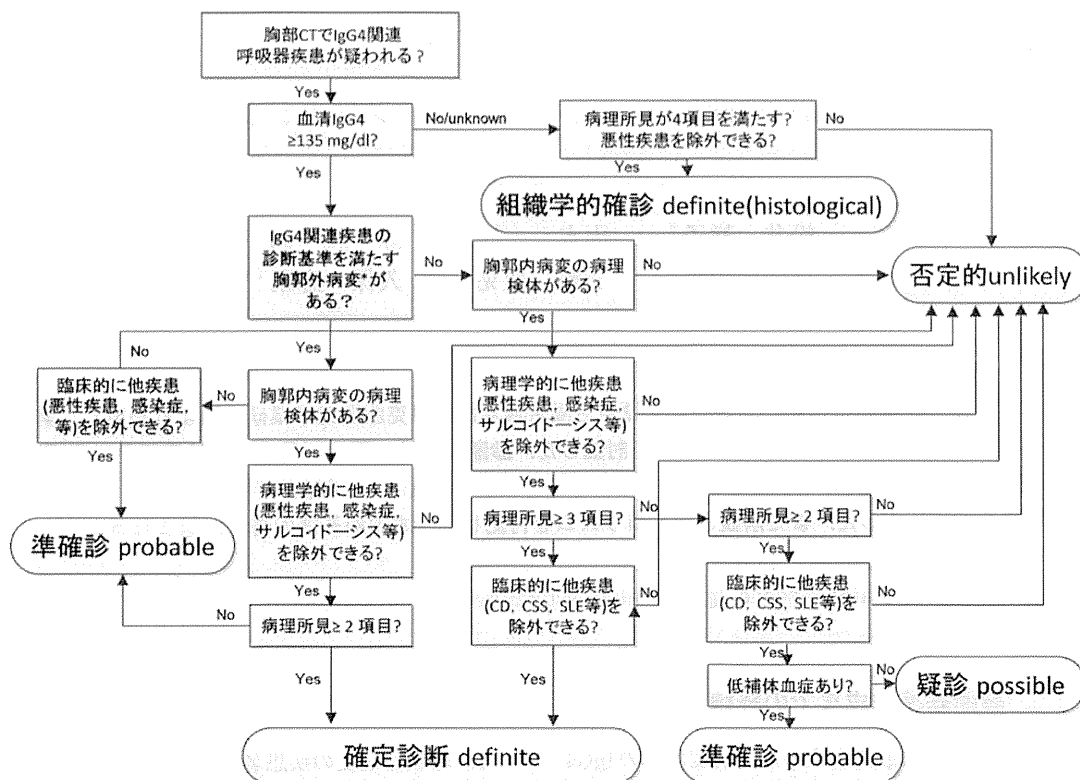 胸部CTでIgG4関連
呼吸器疾患が疑われる?
Yes
血清IgG4
≥135 mg/dl?
No/unknown
病理所見が4項目を満たす?
悪性疾患を除外できる?
No
Yes
Yes
組織学的確診 definite(histological)
IgG4関連疾患の
診断基準を満たす
胸郭外病変*が
ある?
No
胸郭内病変の病理
検体がある?
No
否定的unlikely
Yes
Yes
No
臨床的に他疾患
(悪性疾患, 感染症,
等)を除外できる?
No
胸郭内病変の病理
検体がある?
病理学的に他疾患
(悪性疾患, 感染症,
サルコイドーシス等)
を除外できる?
No
Yes
Yes
Yes
病理学的に他疾患
(悪性疾患, 感染症,
サルコイドーシス等)
を除外できる?
No
病理所見≥3項目?
No
病理所見≥2項目?
No
準確診 probable
Yes
Yes
Yes
臨床的に他疾患
(CD, CSS, SLE等)を
除外できる?
No
臨床的に他疾患
(CD, CSS, SLE等)を
除外できる?
No
No
病理所見≥2項目?
Yes
Yes
Yes
低補体血症あり?
No
疑診 possible
Yes
確定診断 definite
準確診 probable